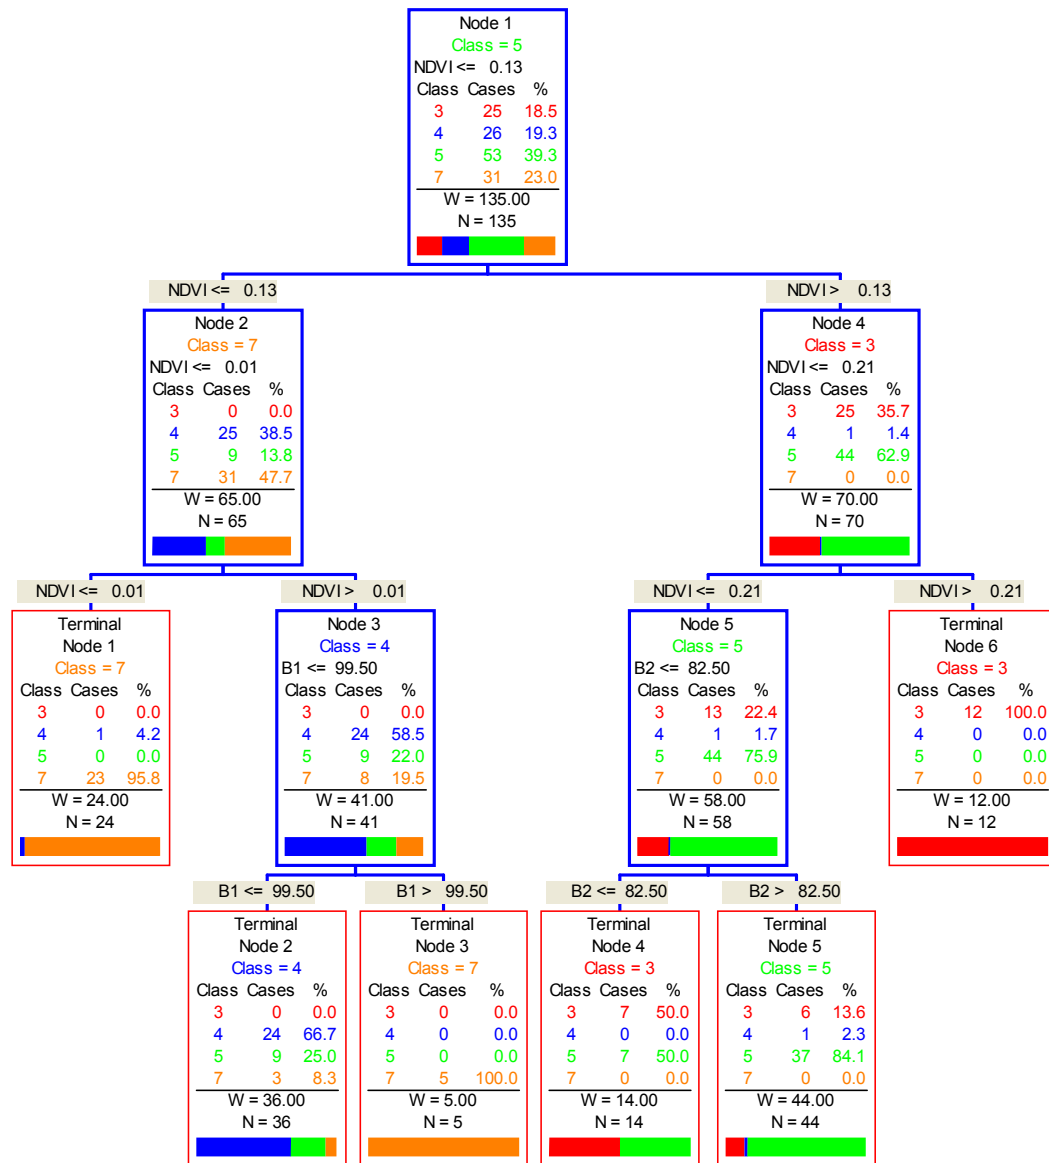 Node 1
Class = 5
NDVI <= 0.13
Class Cases %
3 25 18.5
4 26 19.3
5 53 39.3
7 31 23.0
W = 135.00
N = 135
NDVI <= 0.13
NDVI > 0.13
Node 2
Class = 7
NDVI <= 0.01
Class Cases %
3 0 0.0
4 25 38.5
5 9 13.8
7 31 47.7
W = 65.00
N = 65
Node 4
Class = 3
NDVI <= 0.21
Class Cases %
3 25 35.7
4 1 1.4
5 44 62.9
7 0 0.0
W = 70.00
N = 70
NDVI <= 0.01
NDVI > 0.01
NDVI <= 0.21
NDVI > 0.21
Terminal
Node 1
Class = 7
Class Cases %
3 0 0.0
4 1 4.2
5 0 0.0
7 23 95.8
W = 24.00
N = 24
Node 3
Class = 4
B1 <= 99.50
Class Cases %
3 0 0.0
4 24 58.5
5 9 22.0
7 8 19.5
W = 41.00
N = 41
Node 5
Class = 5
B2 <= 82.50
Class Cases %
3 13 22.4
4 1 1.7
5 44 75.9
7 0 0.0
W = 58.00
N = 58
Terminal
Node 6
Class = 3
Class Cases %
3 12 100.0
4 0 0.0
5 0 0.0
7 0 0.0
W = 12.00
N = 12
B1 <= 99.50
B1 > 99.50
B2 <= 82.50
B2 > 82.50
Terminal
Node 2
Class = 4
Class Cases %
3 0 0.0
4 24 66.7
5 9 25.0
7 3 8.3
W = 36.00
N = 36
Terminal
Node 3
Class = 7
Class Cases %
3 0 0.0
4 0 0.0
5 0 0.0
7 5 100.0
W = 5.00
N = 5
Terminal
Node 4
Class = 3
Class Cases %
3 7 50.0
4 0 0.0
5 7 50.0
7 0 0.0
W = 14.00
N = 14
Terminal
Node 5
Class = 5
Class Cases %
3 6 13.6
4 1 2.3
5 37 84.1
7 0 0.0
W = 44.00
N = 44